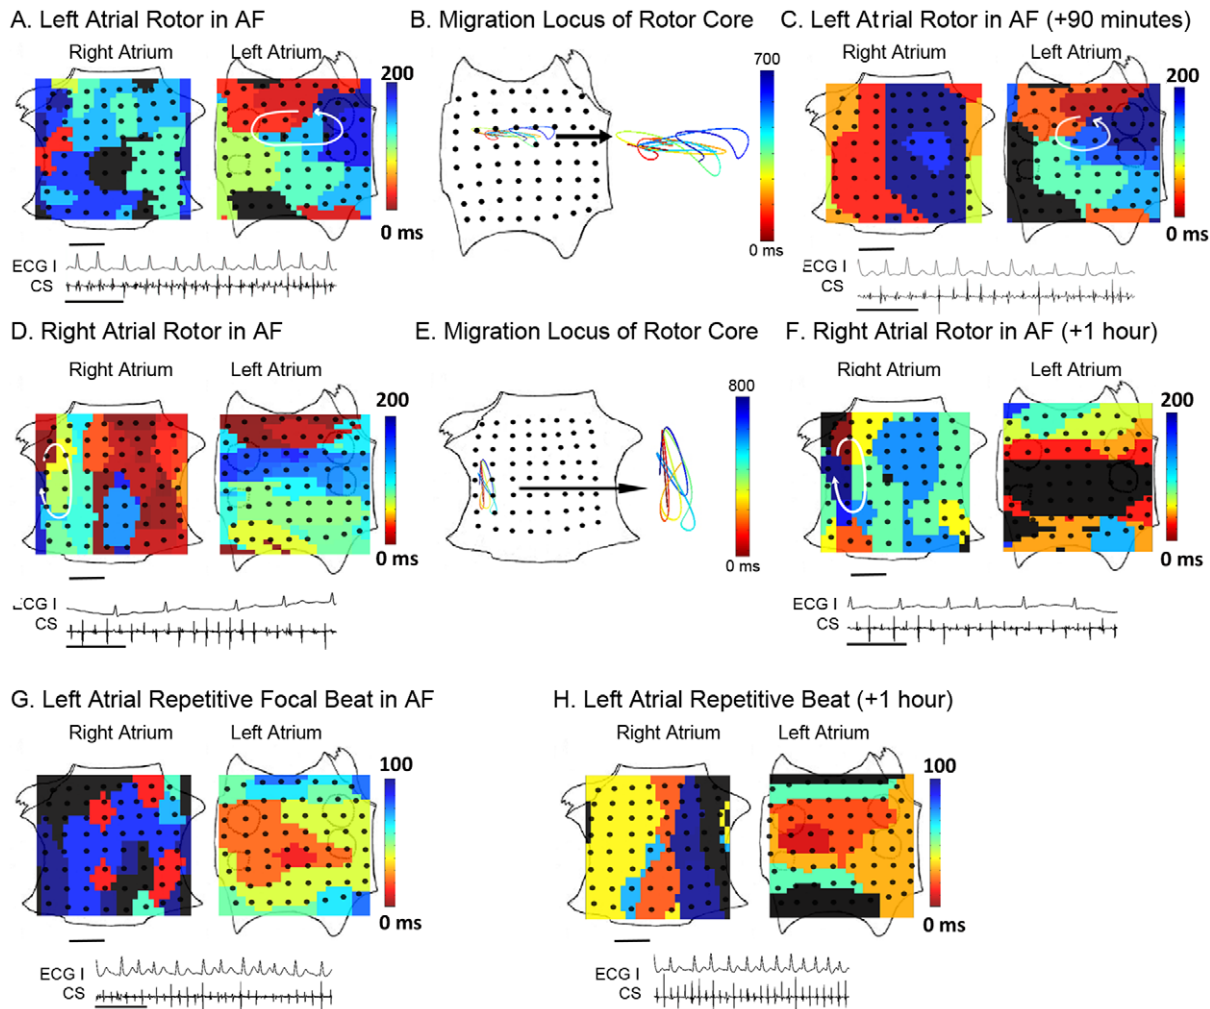 A. Left Atrial Rotor in AF
Right Atrium
Left Atrium
200
0 ms
ECG I
CS
B. Migration Locus of Rotor Core
700
0 ms
C. Left Atrial Rotor in AF (+90 minutes)
Right Atrium
Left Atrium
200
0 ms
ECG I
CS
D. Right Atrial Rotor in AF
Right Atrium
Left Atrium
200
0 ms
ECG I
CS
E. Migration Locus of Rotor Core
800
0 ms
F. Right Atrial Rotor in AF (+1 hour)
Right Atrium
Left Atrium
200
0 ms
ECG I
CS
G. Left Atrial Repetitive Focal Beat in AF
Right Atrium
Left Atrium
100
0 ms
ECG I
CS
H. Left Atrial Repetitive Beat (+1 hour)
Right Atrium
Left Atrium
100
0 ms
ECG I
CS